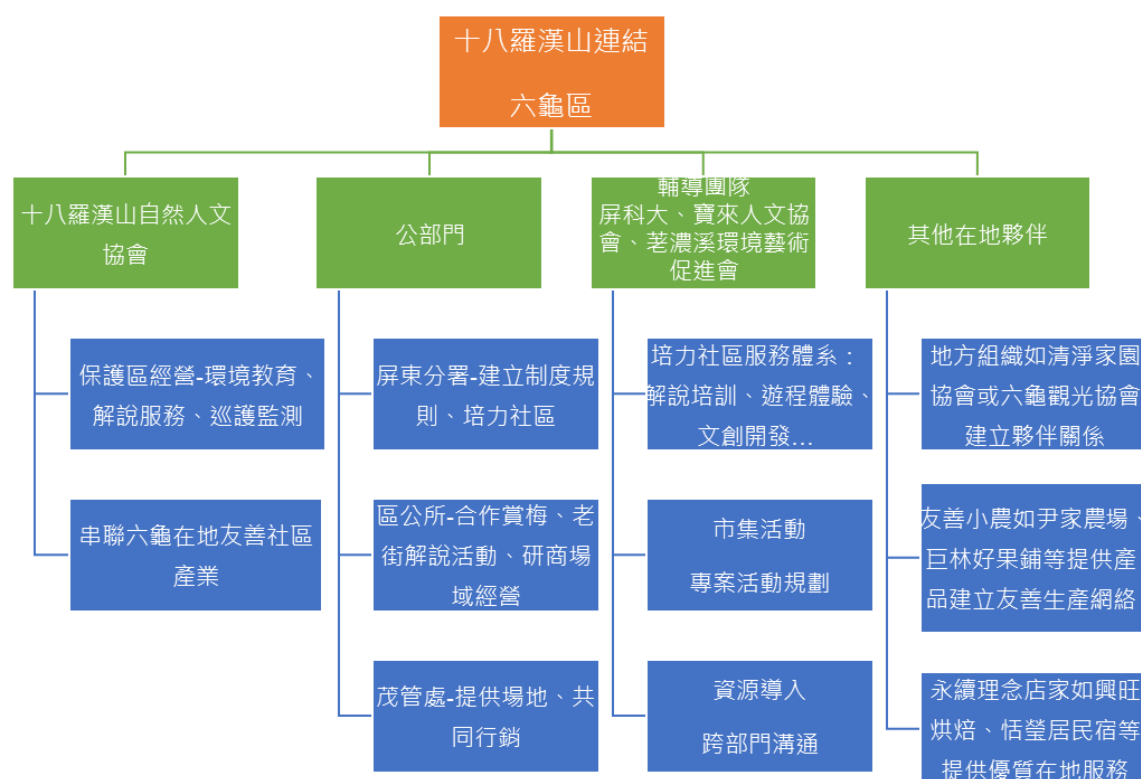 十八羅漢山連結
六龜區
十八羅漢山自然人文
協會
公部門
輔導團隊
屏科大、寶來人文協
會、荖濃溪環境藝術
促進會
其他在地夥伴
保護區經營-環境教育、
解說服務、巡護監測
串聯六龜在地友善社區
產業
屏東分署-建立制度規
則、培力社區
區公所-合作賞梅、老
街解說活動、研商場
域經營
茂管處-提供場地、共
同行銷
培力社區服務體系：
解說培訓、遊程體驗、
文創開發...
市集活動
專案活動規劃
資源導入
跨部門溝通
地方組織如清淨家園
協會或六龜觀光協會
建立夥伴關係
友善小農如尹家農場、
巨林好果鋪等提供產
品建立友善生產網絡
永續理念店家如興旺
烘焙、恬瑩居民宿等
提供優質在地服務